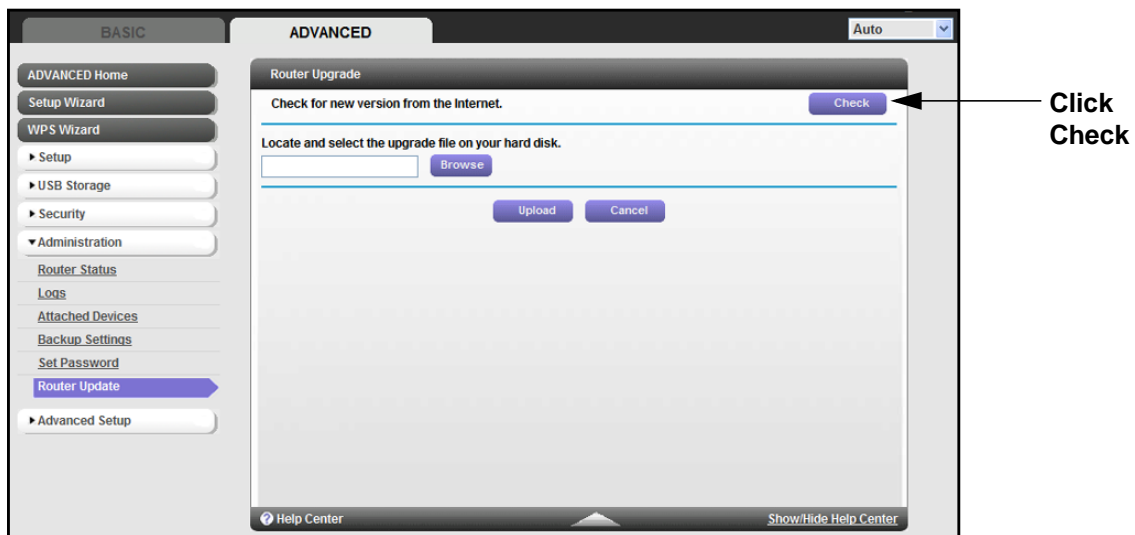 BASIC
ADVANCED
Auto
ADVANCED Home
Setup Wizard
WPS Wizard
Setup
USB Storage
Security
Administration
Router Status
Logs
Attached Devices
Backup Settings
Set Password
Router Update
Advanced Setup
Router Upgrade
Check for new version from the Internet.
Check
Locate and select the upgrade file on your hard disk.
Browse
Upload
Cancel
Help Center
Show/Hide Help Center
Click
Check